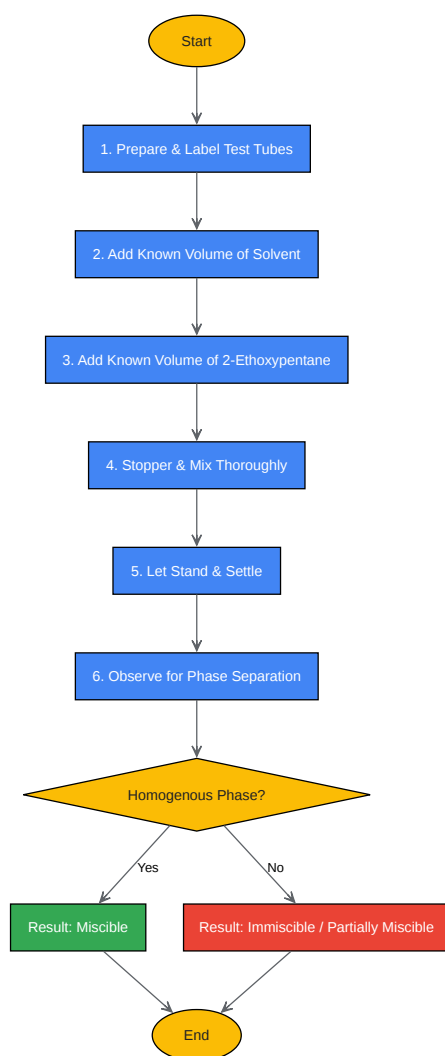 Start
1. Prepare & Label Test Tubes
2. Add Known Volume of Solvent
3. Add Known Volume of 2-Ethoxypentane
4. Stopper & Mix Thoroughly
5. Let Stand & Settle
6. Observe for Phase Separation
Homogenous Phase?
Yes
No
Result: Miscible
Result: Immiscible / Partially Miscible
End